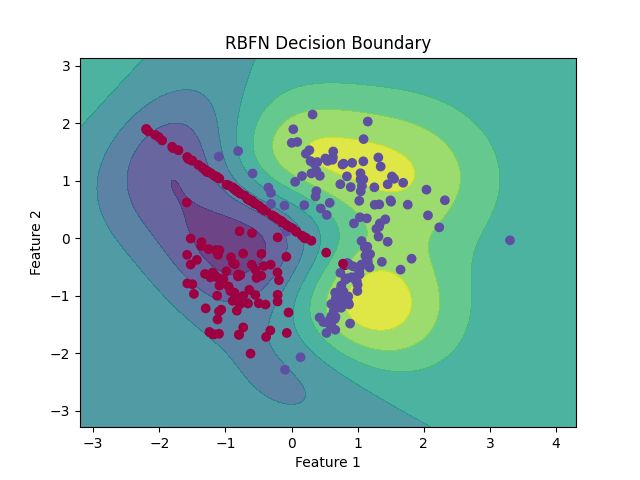 RBFN Decision Boundary
3
2
1
0
−1
−2
−3
Feature 2
−3 −2 −1 0 1 2 3 4
Feature 1